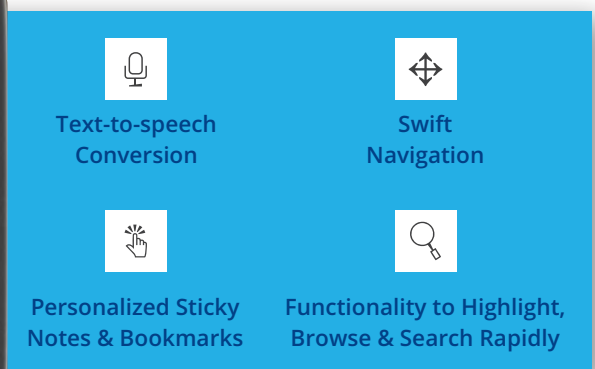 Text-to-speech
Conversion
Swift
Navigation
Personalized Sticky
Notes & Bookmarks
Functionality to Highlight,
Browse & Search Rapidly